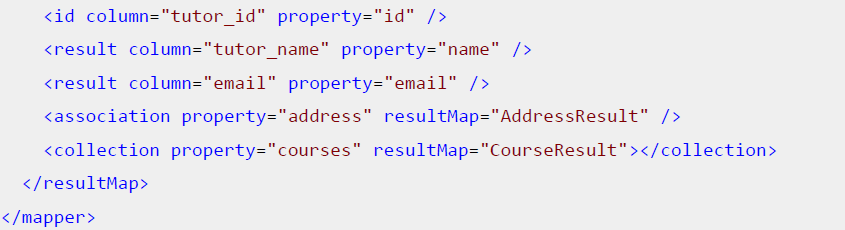 <id column="tutor_id" property="id" />
<result column="tutor_name" property="name" />
<result column="email" property="email" />
<association property="address" resultMap="AddressResult" />
<collection property="courses" resultMap="CourseResult"></collection>
</resultMap>
</mapper>